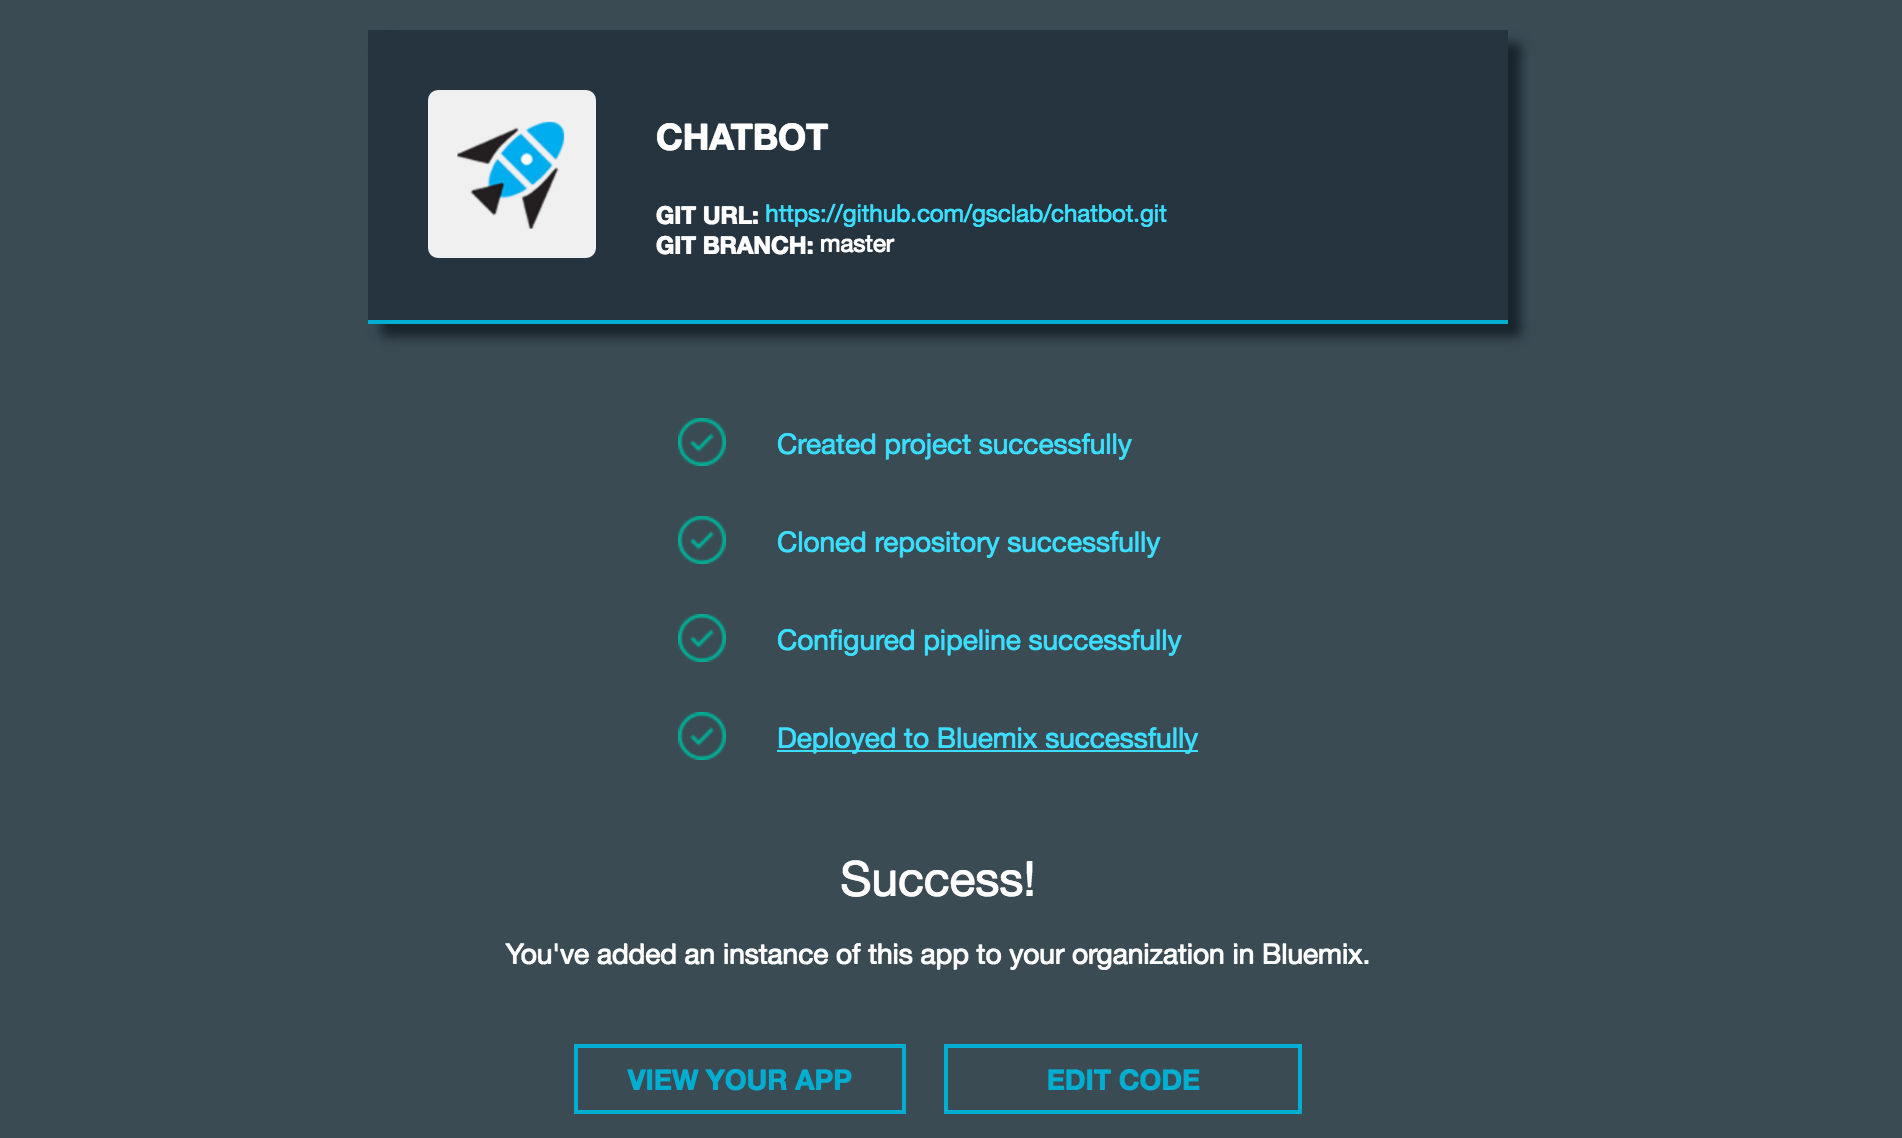 CHATBOT
GIT URL: https://github.com/gsclab/chatbot.git
GIT BRANCH: master
Created project successfully
Cloned repository successfully
Configured pipeline successfully
Deployed to Bluemix successfully
Success!
You've added an instance of this app to your organization in Bluemix.
VIEW YOUR APP
EDIT CODE